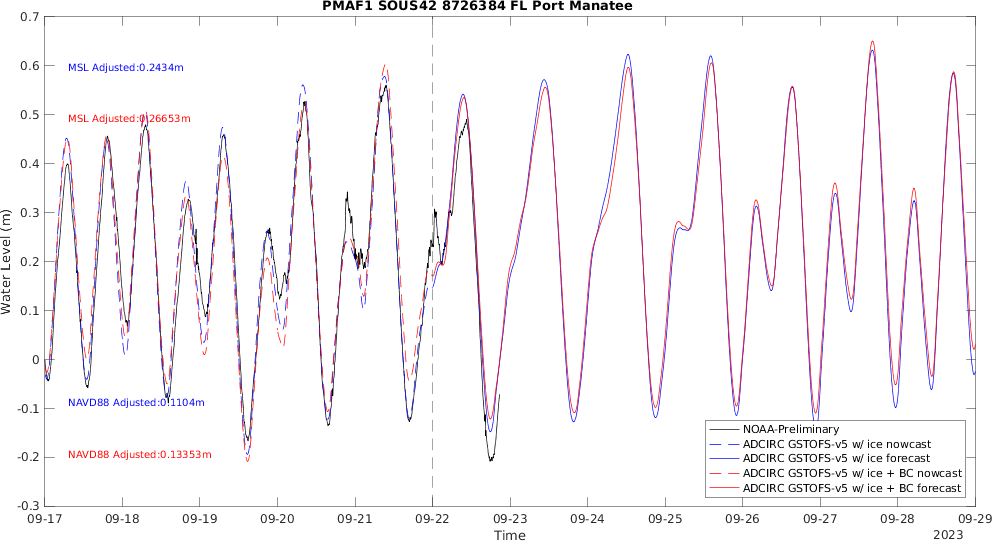 PMAF1 SOUS42 8726384 FL Port Manatee
0.7
0.6
0.5
0.4
0.3
0.2
0.1
0
-0.1
-0.2
-0.3
Water Level (m)
MSL Adjusted:0.2434m
MSL Adjusted:0.26653m
NAVD88 Adjusted:0.1104m
NAVD88 Adjusted:0.13353m
NOAA-Preliminary
ADCIRC GSTOFS-v5 w/ ice nowcast
ADCIRC GSTOFS-v5 w/ ice forecast
ADCIRC GSTOFS-v5 w/ ice + BC nowcast
ADCIRC GSTOFS-v5 w/ ice + BC forecast
09-17 09-18 09-19 09-20 09-21 09-22 09-23 09-24 09-25 09-26 09-27 09-28 09-29
Time
2023